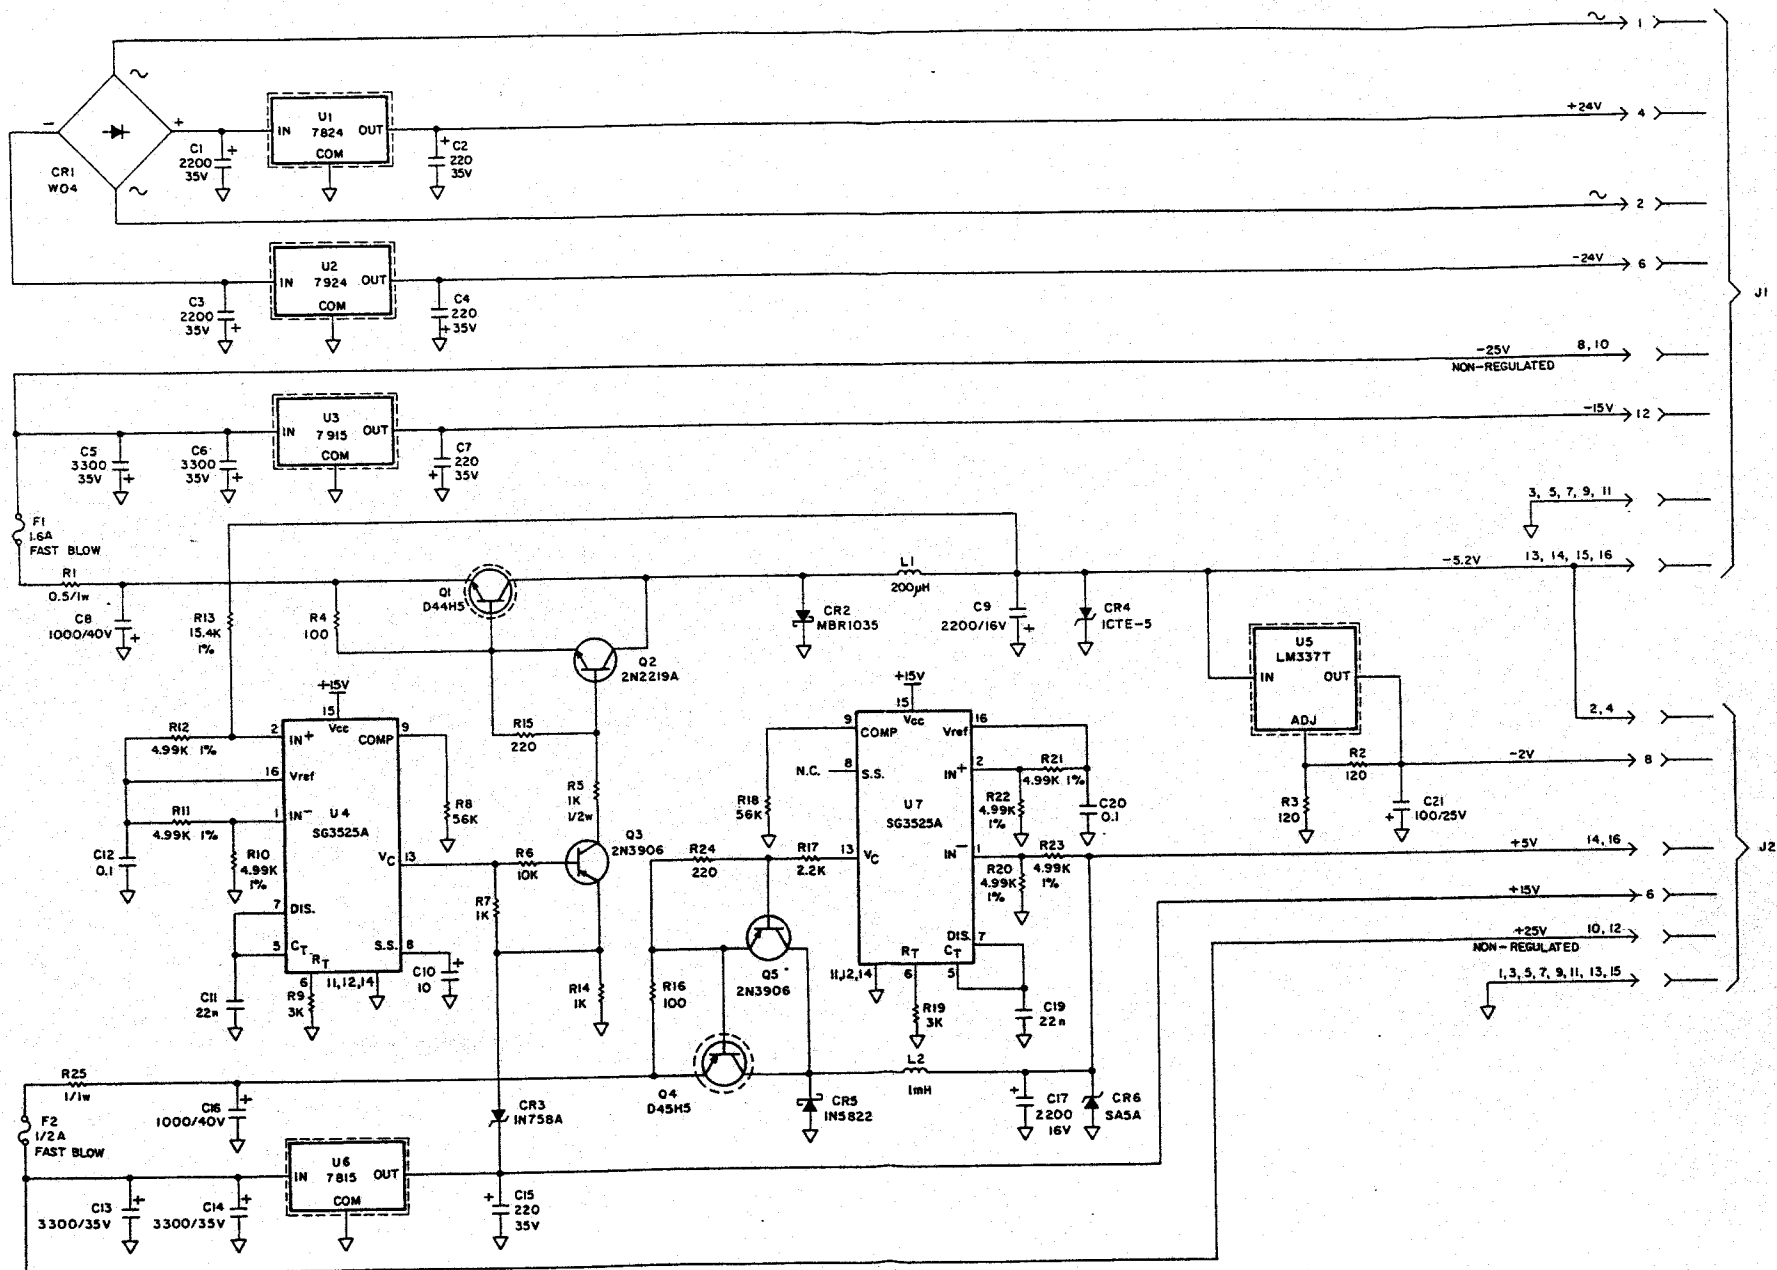 ∼ 1
∼
− +
U1
IN 7824 OUT
COM
C1
2200
35V
+
+ C2
220
35V
+24V 4
CR1
W04
∼
∼ 2
U2
IN 7924 OUT
COM
C3
2200
35V
+
C4
220
+ 35V
−24V 6
J1
−25V 8, 10
NON-REGULATED
U3
IN 7915 OUT
COM
C5
3300
35V
+
C6
3300
35V
+
C7
220
35V
+
−15V 12
3, 5, 7, 9, 11
F1
1.6A
FAST BLOW
R1
0.5/1w
C8
1000/40V
+
R13
15.4K
1%
R4
100
Q1
D44H5
Q2
2N2219A
CR2
MBR1035
L1
200µH
C9
2200/16V
+
CR4
ICTE-5
−5.2V 13, 14, 15, 16
U5
LM337T
IN OUT
ADJ
2, 4
R2
120
R3
120
C21
100/25V
+
−2V 8
+15V
15
Vcc
R12
4.99K 1%
2 IN+
COMP 9
16 Vref
R11
4.99K 1%
1 IN−
U4
SG3525A
R8
56K
R10
4.99K
1%
C12
0.1
VC 13
7 DIS.
5 CT
RT
6
S.S. 8
11,12,14
C10
10
+
C11
22n
R9
3K
R15
220
R5
1K
1/2w
Q3
2N3906
R6
10K
R7
1K
R14
1K
+15V
15
Vcc
9 COMP
Vref 16
N.C. 8 S.S.
R18
56K
U7
SG3525A
IN+ 2
R21
4.99K 1%
R22
4.99K
1%
C20
0.1
R24
220
R17
2.2K
13 VC
IN− 1
R23
4.99K
1%
R20
4.99K
1%
DIS. 7
CT
5
RT
6
11,12,14
R19
3K
C19
22n
+5V 14, 16
J2
+15V 6
+25V 10, 12
NON-REGULATED
1, 3, 5, 7, 9, 11, 13, 15
Q5
2N3906
R16
100
Q4
D45H5
CR5
IN5822
L2
1mH
C17
2200
16V
+
CR6
SA5A
R25
1/1w
F2
1/2A
FAST BLOW
C16
1000/40V
+
CR3
IN758A
U6
IN 7815 OUT
COM
C13
3300/35V
+
C14
3300/35V
+
C15
220
35V
+